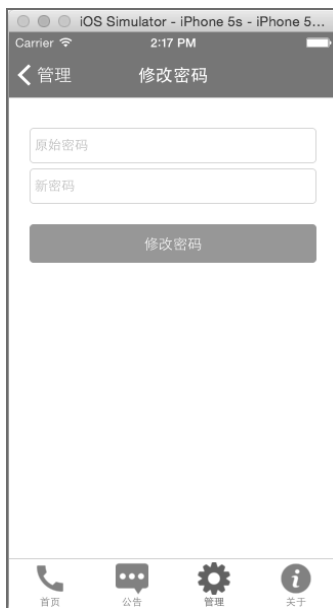 iOS Simulator - iPhone 5s - iPhone 5...
Carrier 2:17 PM
管理 修改密码
原始密码
新密码
修改密码
首页 公告 管理 关于